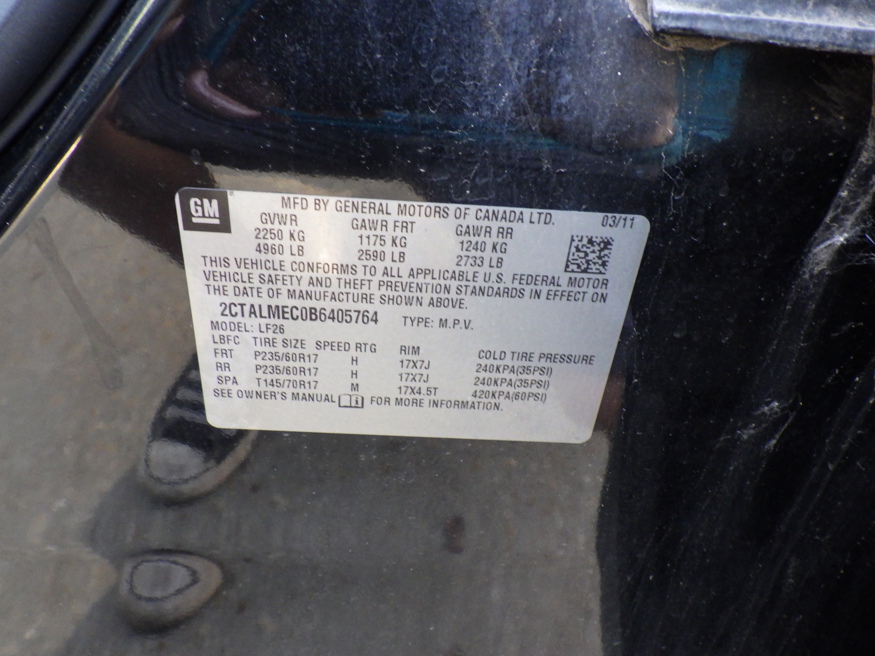 GM
MFD BY GENERAL MOTORS OF CANADA LTD. 03/11
GVWR GAWR FRT GAWR RR
2250 KG 1175 KG 1240 KG
4960 LB 2590 LB 2733 LB
THIS VEHICLE CONFORMS TO ALL APPLICABLE U.S. FEDERAL MOTOR
VEHICLE SAFETY AND THEFT PREVENTION STANDARDS IN EFFECT ON
THE DATE OF MANUFACTURE SHOWN ABOVE.
2CTALMEC0B6405764 TYPE: M.P.V.
MODEL: LF26
LBFC TIRE SIZE SPEED RTG RIM COLD TIRE PRESSURE
FRT P235/60R17 H 17X7J 240KPA(35PSI)
RR P235/60R17 H 17X7J 240KPA(35PSI)
SPA T145/70R17 M 17X4.5T 420KPA(60PSI)
SEE OWNER'S MANUAL FOR MORE INFORMATION.